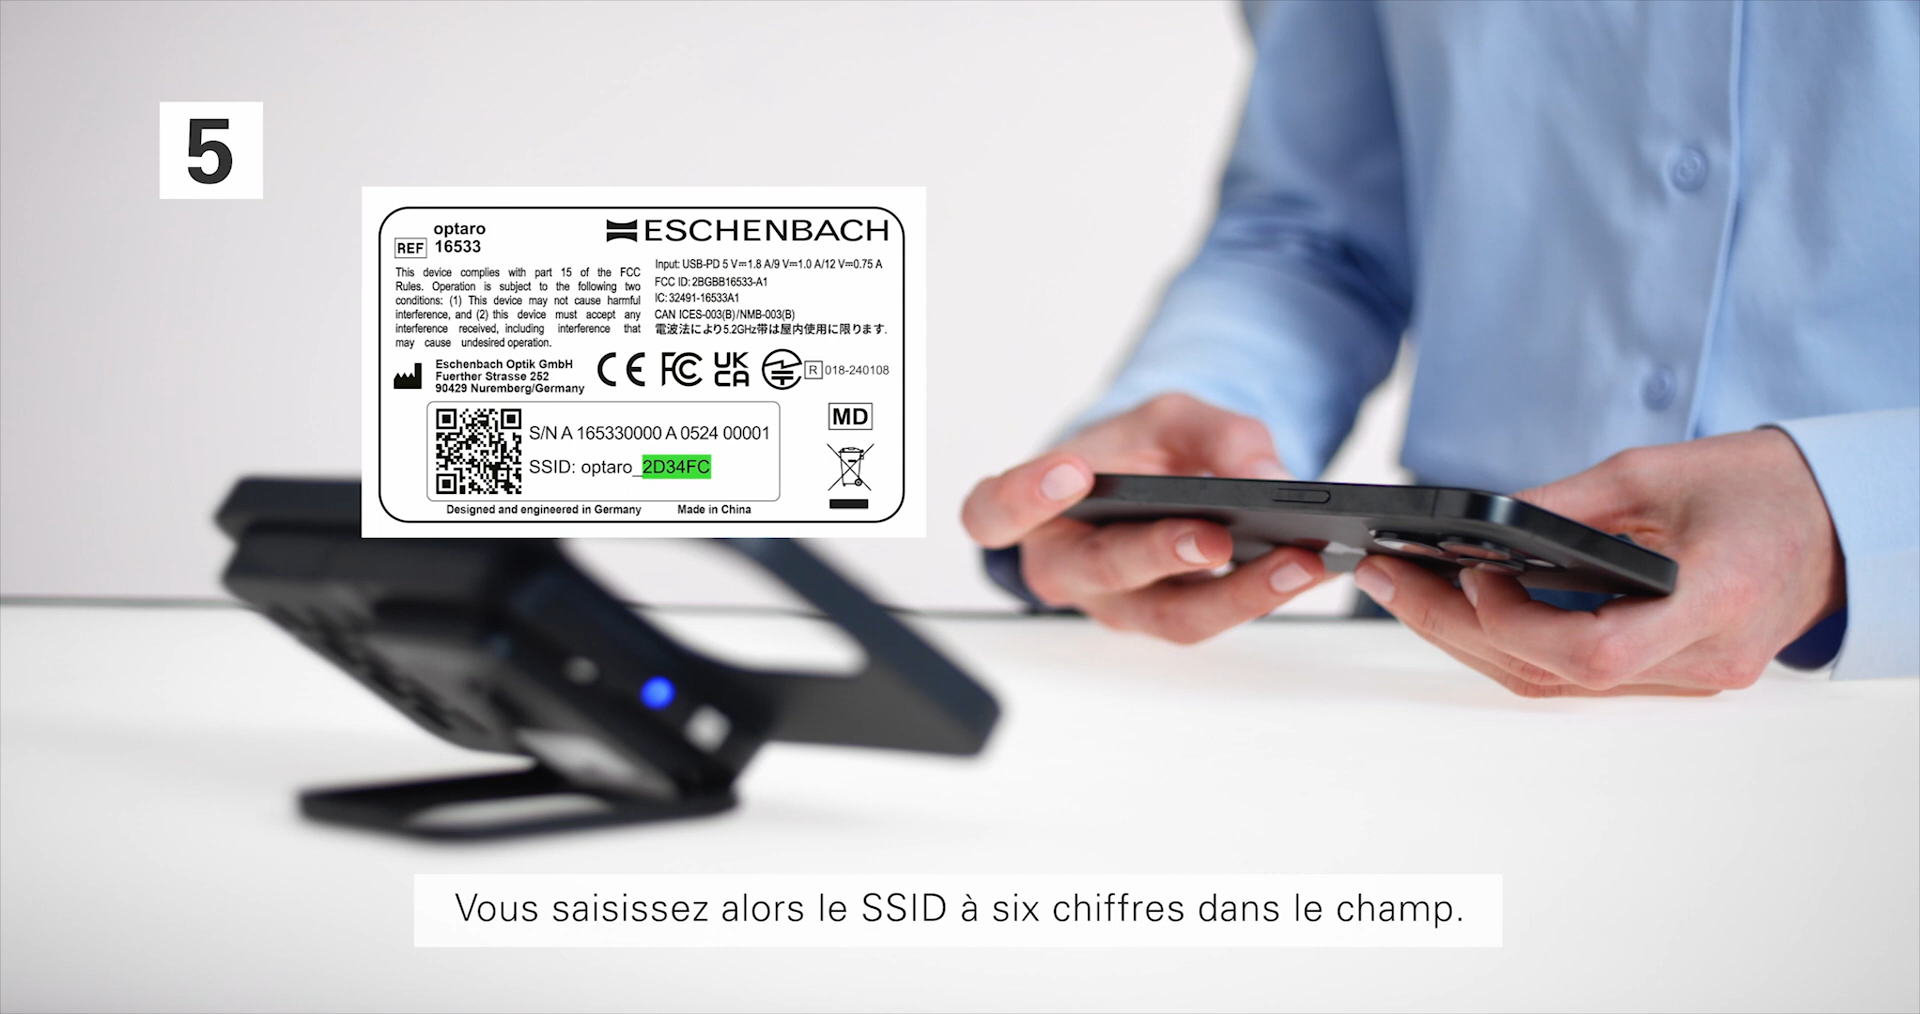 5
optaro
REF 16533
ESCHENBACH
This device complies with part 15 of the FCC
Rules. Operation is subject to the following two
conditions: (1) This device may not cause harmful
interference, and (2) this device must accept any
interference received, including interference that
may cause undesired operation.
Input: USB-PD 5 V⎓1.8 A/9 V⎓1.0 A/12 V⎓0.75 A
FCC ID: 2BGBB16533-A1
IC: 32491-16533A1
CAN ICES-003(B)/NMB-003(B)
電波法により5.2GHz帯は屋内使用に限ります.
Eschenbach Optik GmbH
Fuerther Strasse 252
90429 Nuremberg/Germany
CE FC UK CA
R 018-240108
S/N A 165330000 A 0524 00001
SSID: optaro_2D34FC
MD
Designed and engineered in Germany Made in China
Vous saisissez alors le SSID à six chiffres dans le champ.